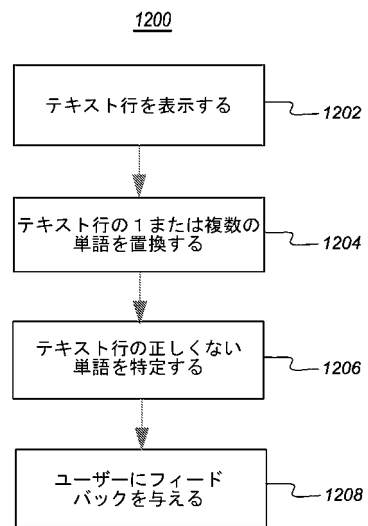 1200
テキスト行を表示する
1202
テキスト行の1または複数の
単語を置換する
1204
テキスト行の正しくない
単語を特定する
1206
ユーザーにフィード
バックを与える
1208